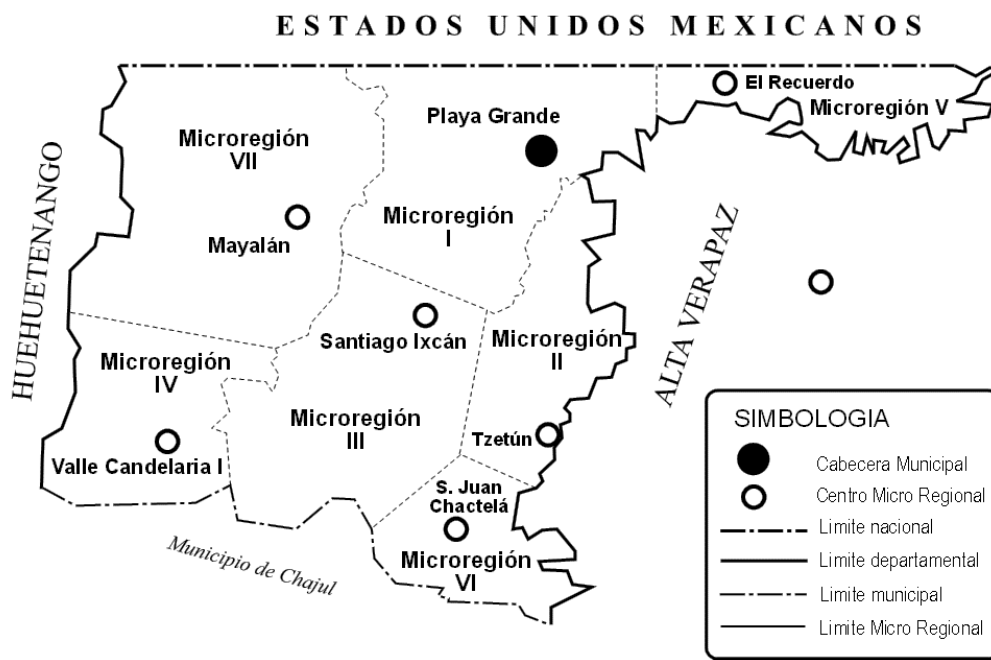 ESTADOS UNIDOS MEXICANOS
El Recuerdo
Microregión V
Playa Grande
Microregión
VII
HUEHUETENANGO
Mayalán
Microregión
I
ALTA VERAPAZ
Santiago Ixcán
Microregión
II
Microregión
IV
Microregión
III
Tzetún
Valle Candelaria I
S. Juan
Chactelá
Microregión
VI
Municipio de Chajul
SIMBOLOGIA
Cabecera Municipal
Centro Micro Regional
Limite nacional
Limite departamental
Limite municipal
Limite Micro Regional